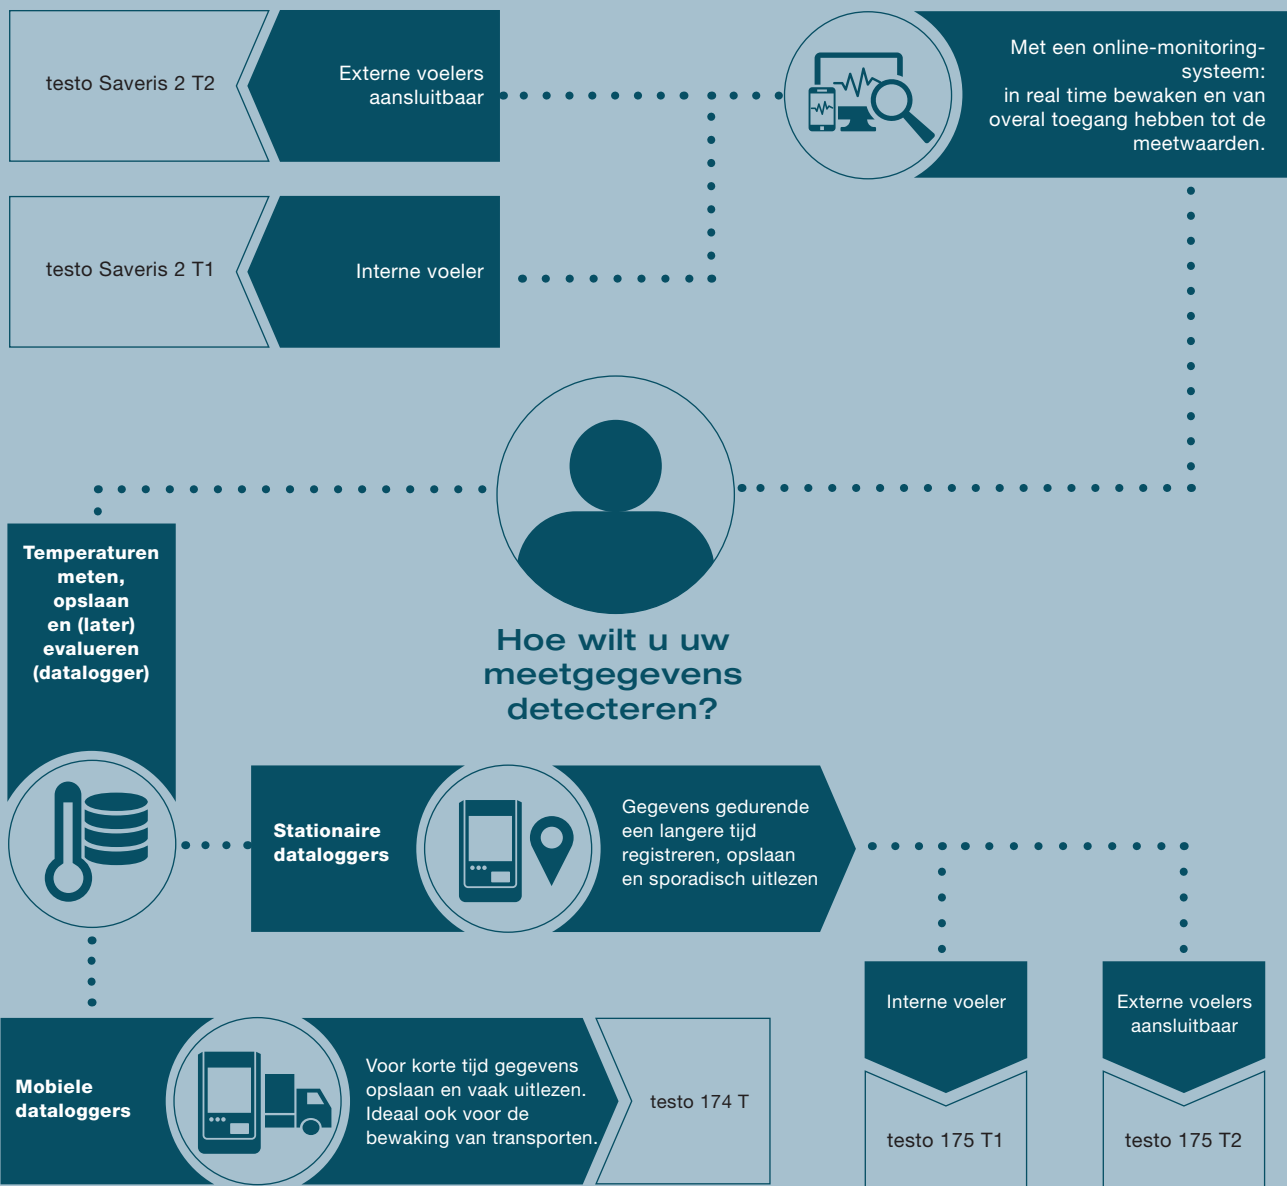 testo Saveris 2 T2
Externe voelers
aansluitbaar
Met een online-monitoring-
systeem:
in real time bewaken en van
overal toegang hebben tot de
meetwaarden.
testo Saveris 2 T1
Interne voeler
Temperaturen
meten,
opslaan
en (later)
evalueren
(datalogger)
Hoe wilt u uw
meetgegevens
detecteren?
Stationaire
dataloggers
Gegevens gedurende
een langere tijd
registreren, opslaan
en sporadisch uitlezen
Interne voeler
Externe voelers
aansluitbaar
Mobiele
dataloggers
Voor korte tijd gegevens
opslaan en vaak uitlezen.
Ideaal ook voor de
bewaking van transporten.
testo 174 T
testo 175 T1
testo 175 T2